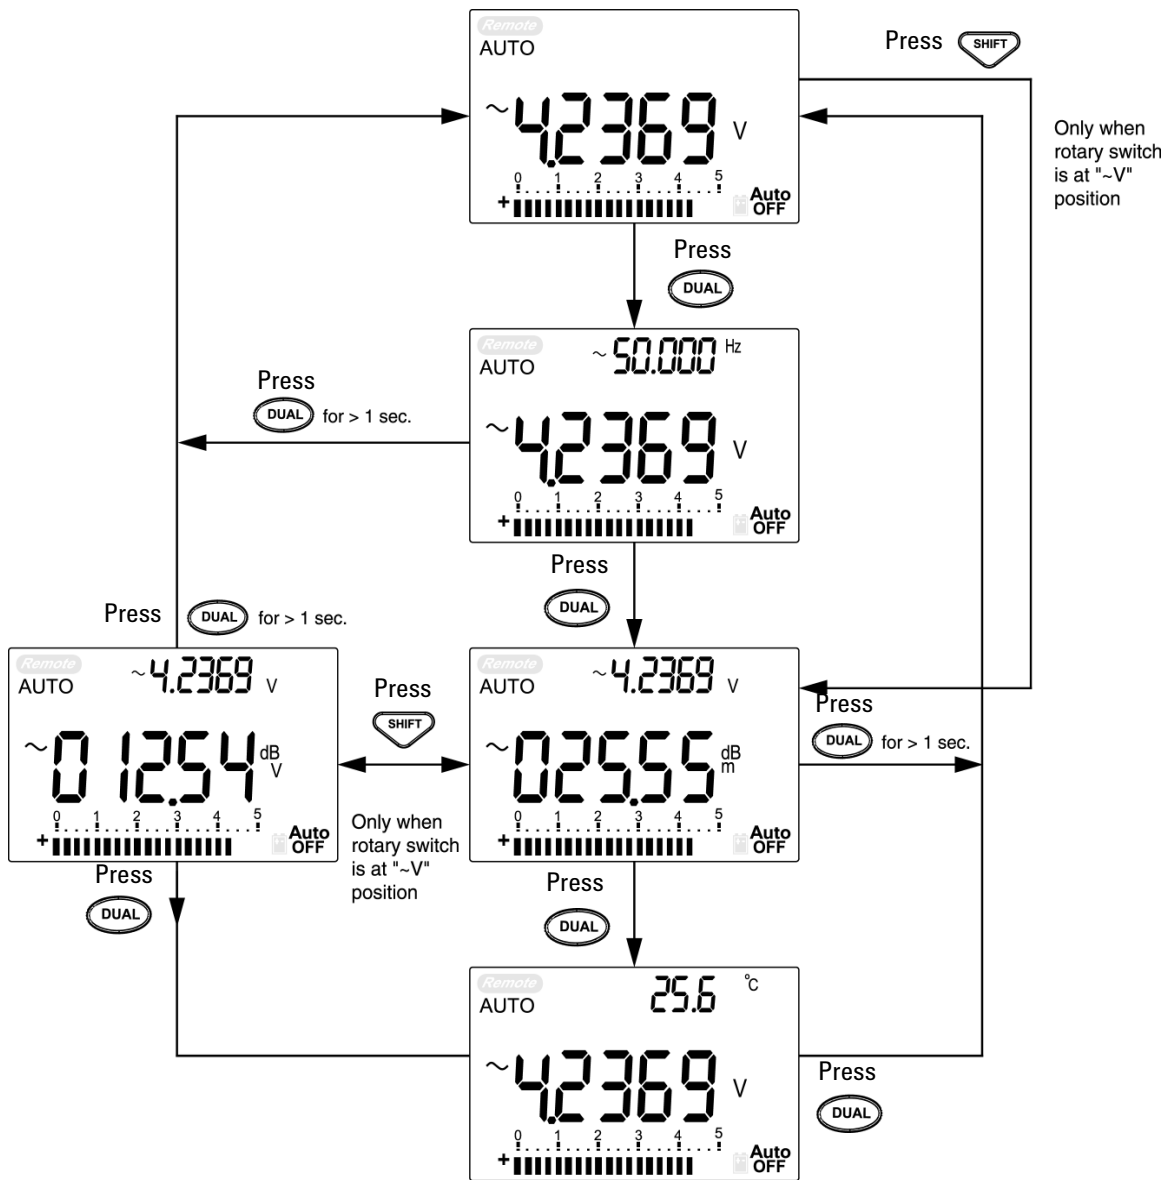 Remote
AUTO
~ 4.2369 V
0 1 2 3 4 5
+
Auto
OFF
Press SHIFT
Only when
rotary switch
is at "~V"
position
Press
DUAL
Remote
AUTO
~ 50.000 Hz
~ 4.2369 V
0 1 2 3 4 5
+
Auto
OFF
Press
DUAL for > 1 sec.
Press
DUAL
Press DUAL for > 1 sec.
Remote
AUTO
~ 4.2369 V
~ 012.54 dB
V
0 1 2 3 4 5
+
Auto
OFF
Press
SHIFT
Only when
rotary switch
is at "~V"
position
Remote
AUTO
~ 4.2369 V
~ 025.55 dB
m
0 1 2 3 4 5
+
Auto
OFF
Press
DUAL for > 1 sec.
Press
DUAL
Press
DUAL
Remote
AUTO
25.6 °C
~ 4.2369 V
0 1 2 3 4 5
+
Auto
OFF
Press
DUAL